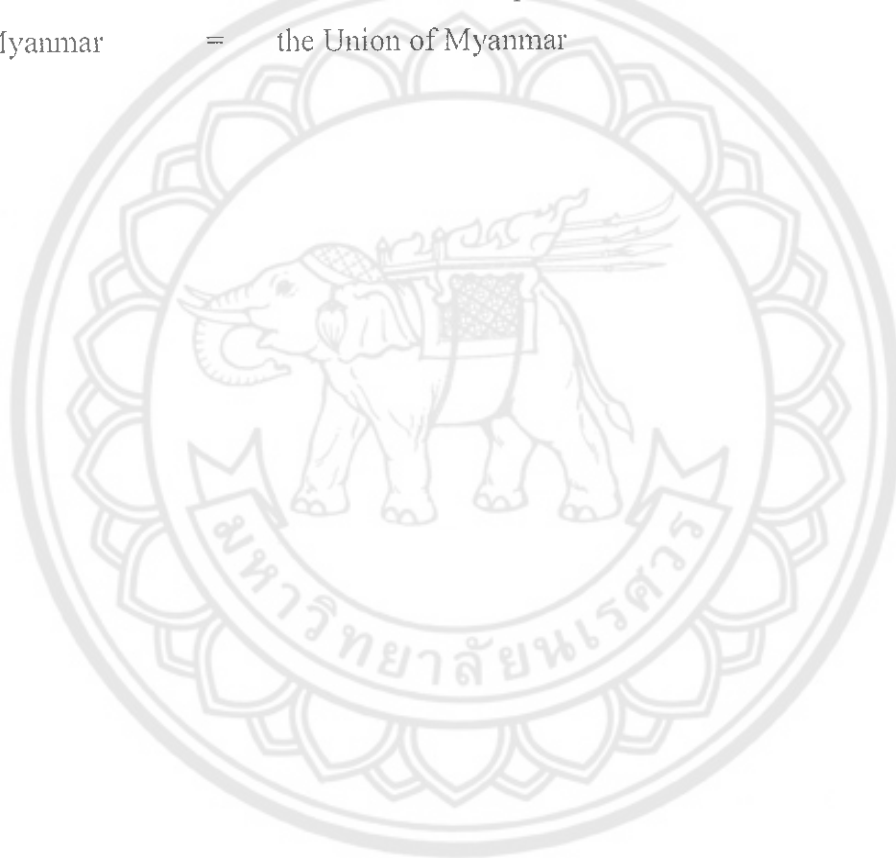 = the Union of Myanmar
มหาวิทยาลัยนเรศวร